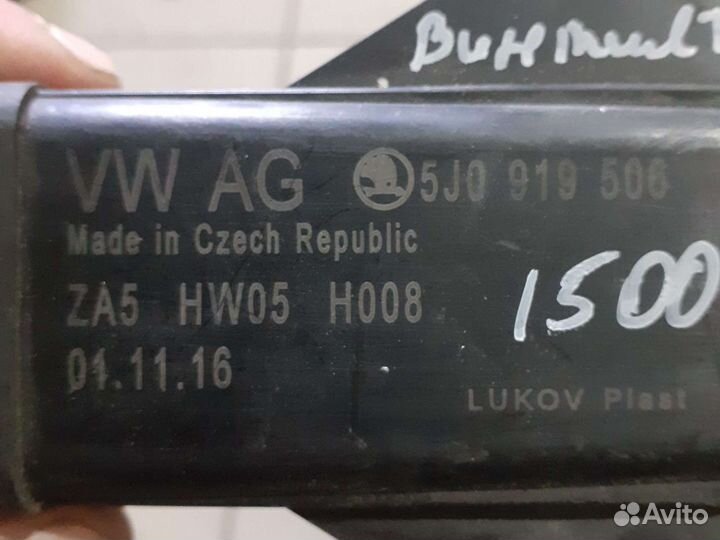 VW AG 5J0 919 506
Made in Czech Republic
ZA5 HW05 H008
1500
01.11.16
LUKOV Plast
Avito